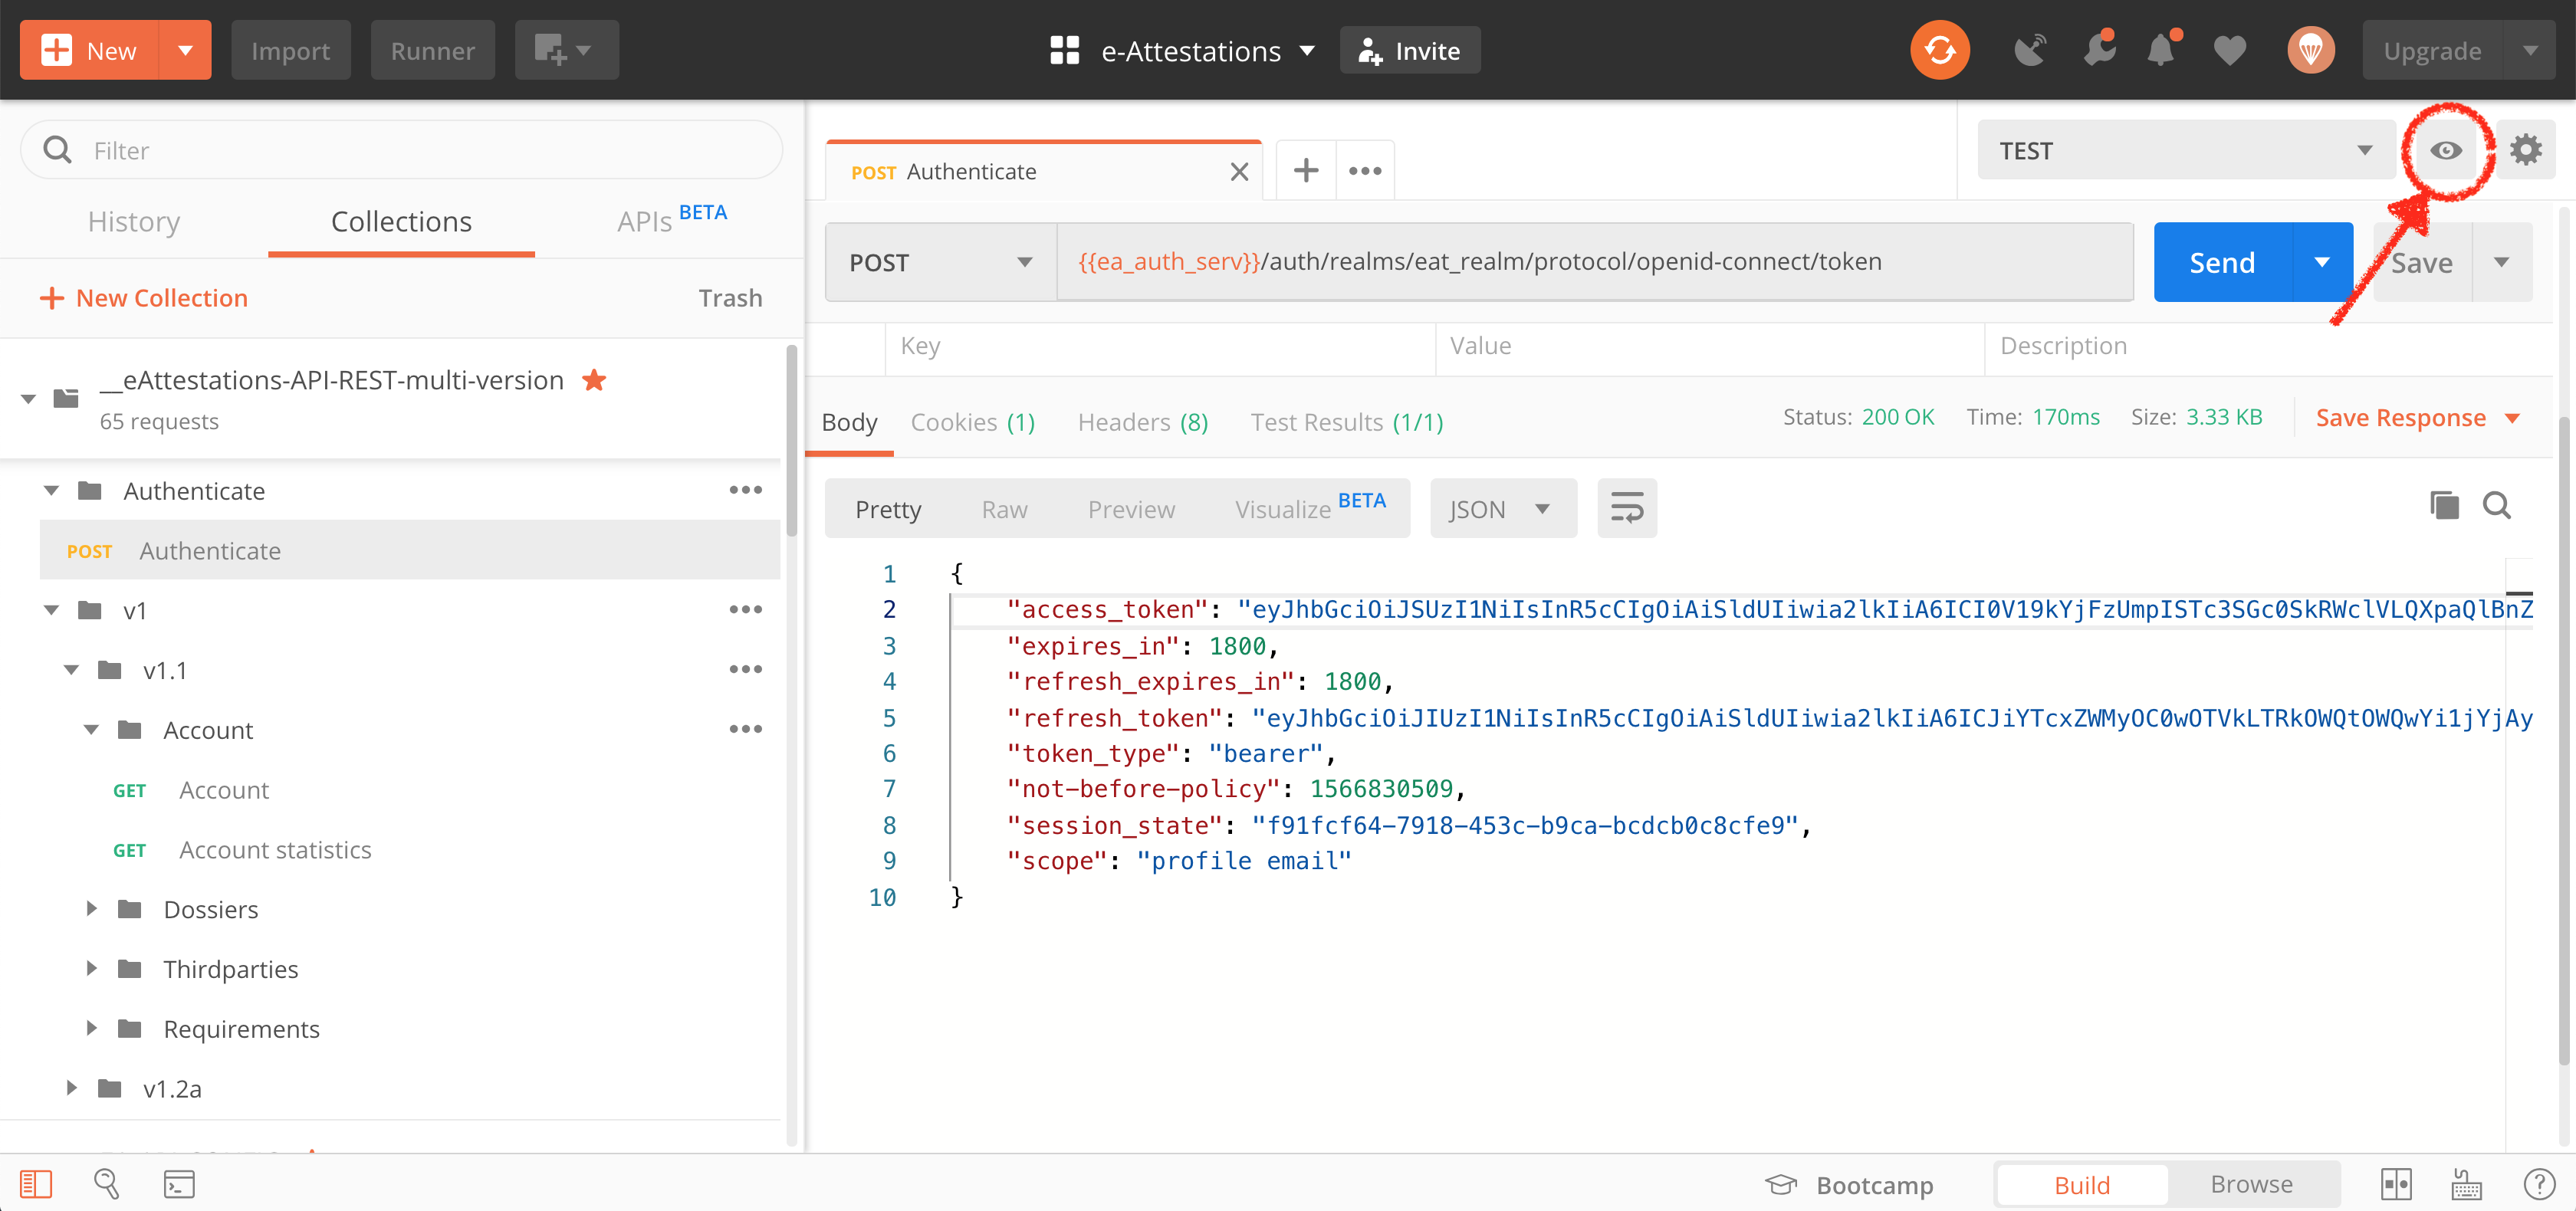 New
Import
Runner
e-Attestations
Invite
Upgrade
Filter
History
Collections
APIs BETA
New Collection
Trash
__eAttestations-API-REST-multi-version
65 requests
Authenticate
POST Authenticate
v1
v1.1
Account
GET Account
GET Account statistics
Dossiers
Thirdparties
Requirements
v1.2a
POST Authenticate
TEST
POST
{{ea_auth_serv}}/auth/realms/eat_realm/protocol/openid-connect/token
Send
Save
Key
Value
Description
Body
Cookies (1)
Headers (8)
Test Results (1/1)
Status: 200 OK
Time: 170ms
Size: 3.33 KB
Save Response
Pretty
Raw
Preview
Visualize BETA
JSON
1 {
2 "access_token": "eyJhbGciOiJSUzI1NiIsInR5cCIgOiAiSldUIiwia2lkIiA6ICI0V19kYjFzUmpISTc3SGc0SkRWclVLQXpaQlBnZ
3 "expires_in": 1800,
4 "refresh_expires_in": 1800,
5 "refresh_token": "eyJhbGciOiJIUzI1NiIsInR5cCIgOiAiSldUIiwia2lkIiA6ICJiYTcxZWMyOC0wOTVkLTRkOWQtOWQwYi1jYjAy
6 "token_type": "bearer",
7 "not-before-policy": 1566830509,
8 "session_state": "f91fcf64-7918-453c-b9ca-bcdcb0c8cfe9",
9 "scope": "profile email"
10 }
Bootcamp
Build
Browse